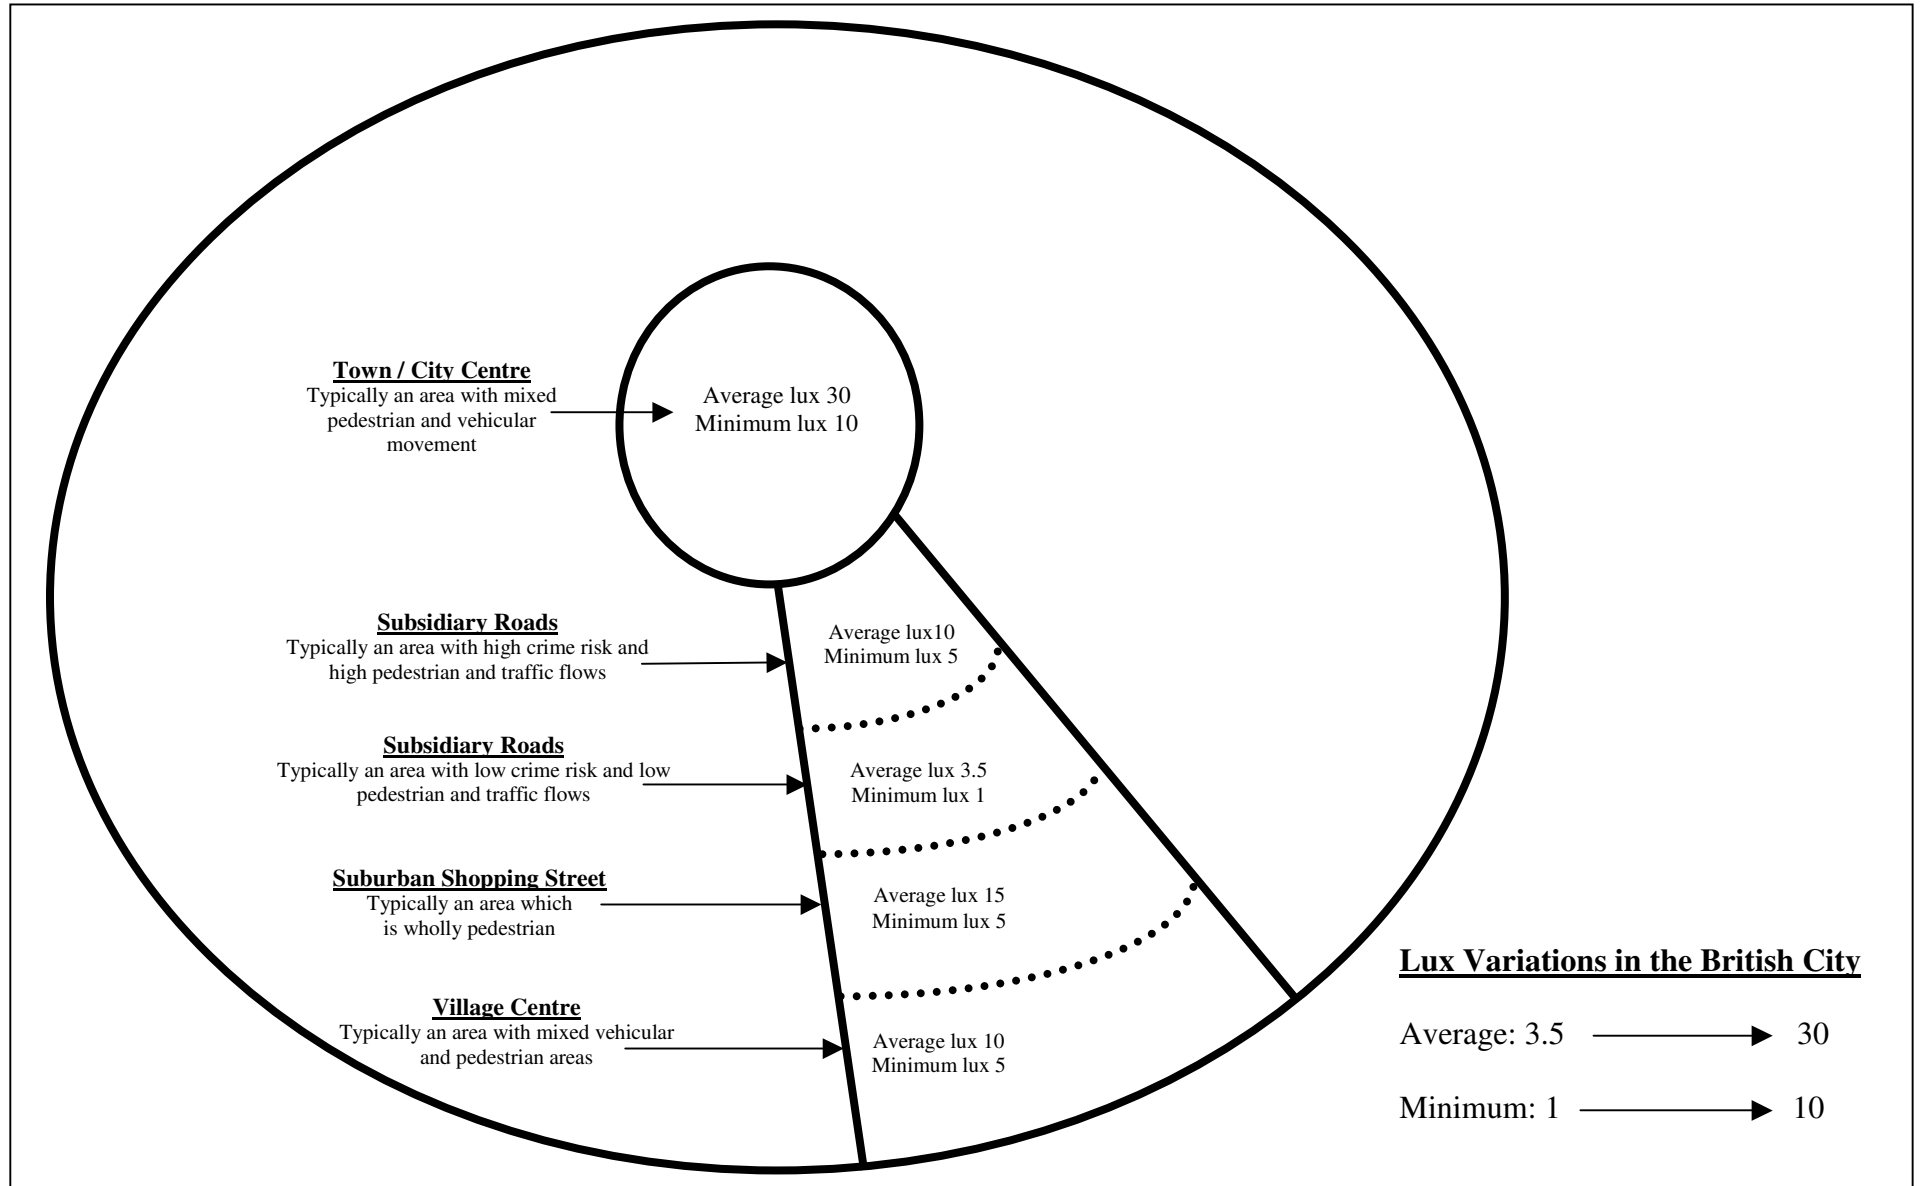 Town / City Centre
Typically an area with mixed
pedestrian and vehicular
movement
Average lux 30
Minimum lux 10
Subsidiary Roads
Typically an area with high crime risk and
high pedestrian and traffic flows
Average lux10
Minimum lux 5
Subsidiary Roads
Typically an area with low crime risk and low
pedestrian and traffic flows
Average lux 3.5
Minimum lux 1
Suburban Shopping Street
Typically an area which
is wholly pedestrian
Average lux 15
Minimum lux 5
Village Centre
Typically an area with mixed vehicular
and pedestrian areas
Average lux 10
Minimum lux 5
Lux Variations in the British City
Average: 3.5 30
Minimum: 1 10